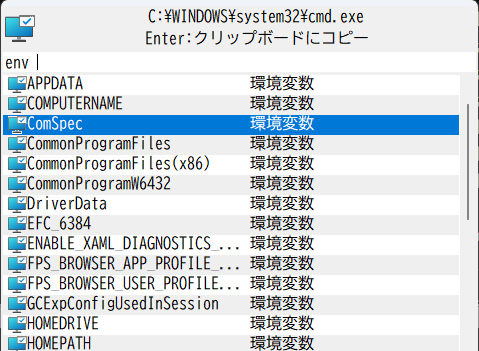 C:¥WINDOWS¥system32¥cmd.exe
Enter:クリップボードにコピー
env
APPDATA 環境変数
COMPUTERNAME 環境変数
ComSpec 環境変数
CommonProgramFiles 環境変数
CommonProgramFiles(x86) 環境変数
CommonProgramW6432 環境変数
DriverData 環境変数
EFC_6384 環境変数
ENABLE_XAML_DIAGNOSTICS_... 環境変数
FPS_BROWSER_APP_PROFILE_... 環境変数
FPS_BROWSER_USER_PROFILE_... 環境変数
GCExpConfigUsedInSession 環境変数
HOMEDRIVE 環境変数
HOMEPATH 環境変数